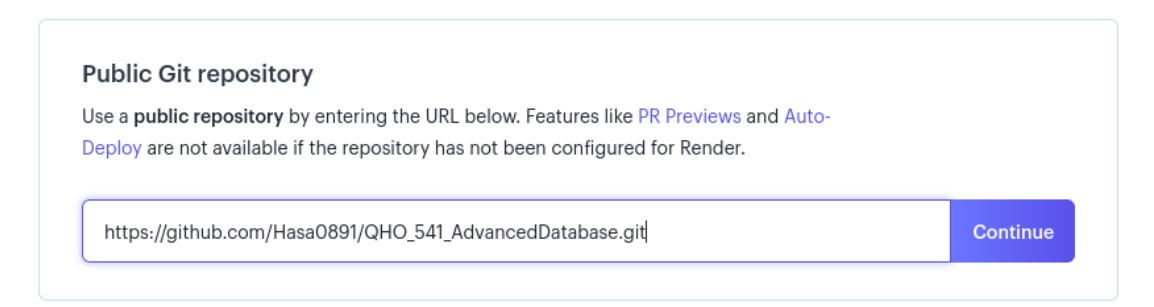 Public Git repository
Use a public repository by entering the URL below. Features like PR Previews and Auto-
Deploy are not available if the repository has not been configured for Render.
https://github.com/Hasa0891/QHO_541_AdvancedDatabase.git
Continue